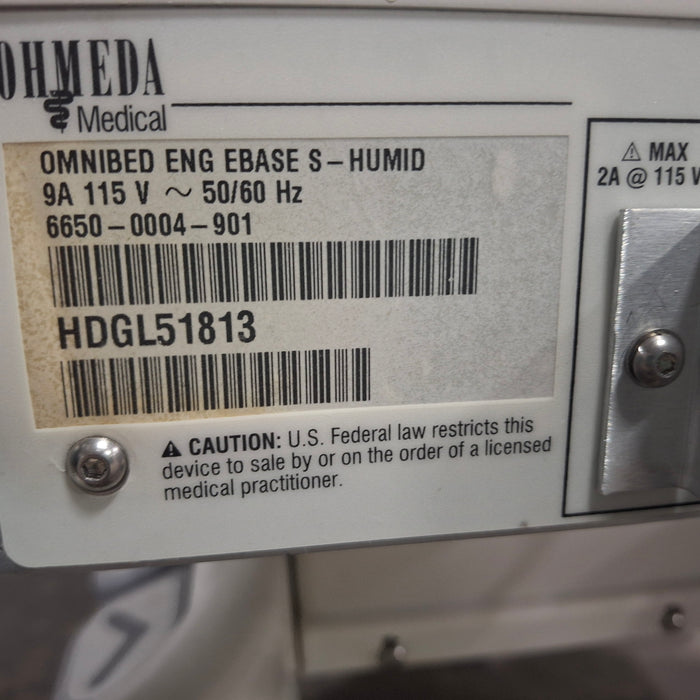 OHMEDA
Medical
OMNIBED ENG EBASE S-HUMID
9A 115 V ~ 50/60 Hz
6650-0004-901
HDGL51813
⚠ CAUTION: U.S. Federal law restricts this
device to sale by or on the order of a licensed
medical practitioner.
⚠ MAX
2A @ 115 V